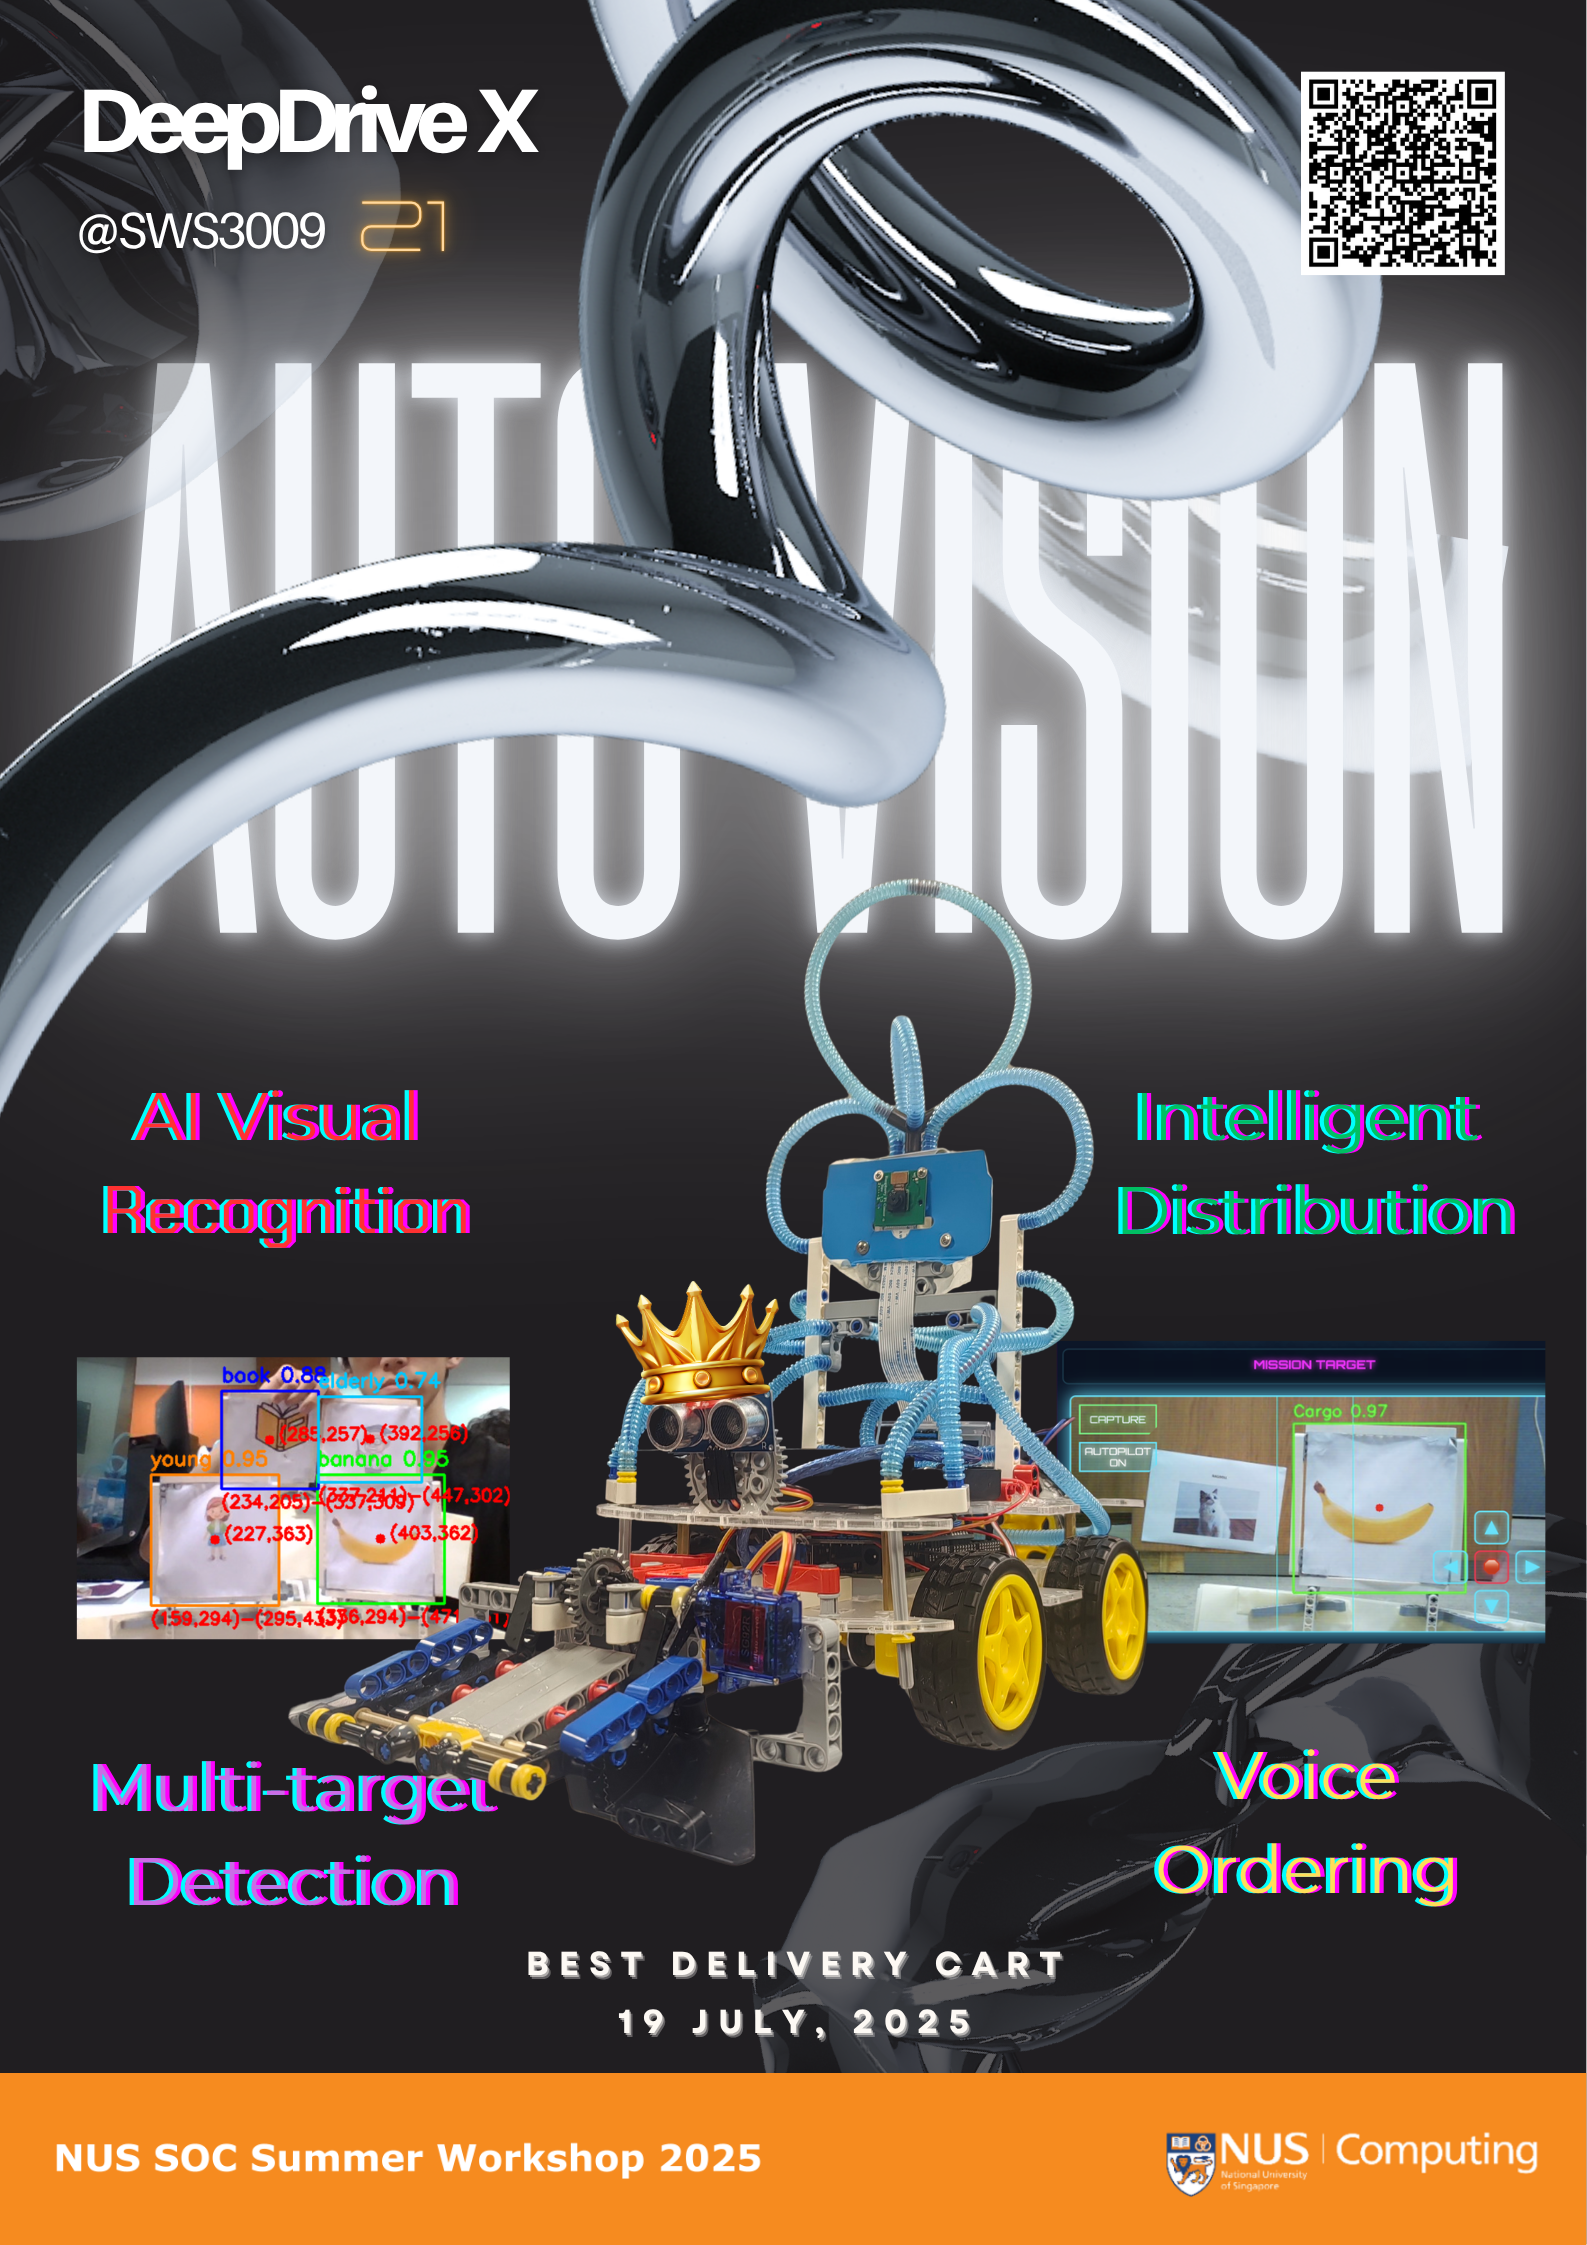 DeepDrive X
@SWS3009 21
AUTO VISION
AI Visual
Recognition
Intelligent
Distribution
book 0.88
elderly 0.74
(285,257)
(392,256)
young 0.95
banana 0.95
(234,205)-(337,309)
(447,302)
(227,363)
(403,362)
(159,294)-(295,433)
(336,294)-(471
MISSION TARGET
CAPTURE
AUTOPILOT
ON
Cargo 0.97
Multi-target
Detection
Voice
Ordering
BEST DELIVERY CART
19 JULY, 2025
NUS SOC Summer Workshop 2025
NUS | Computing
National University
of Singapore